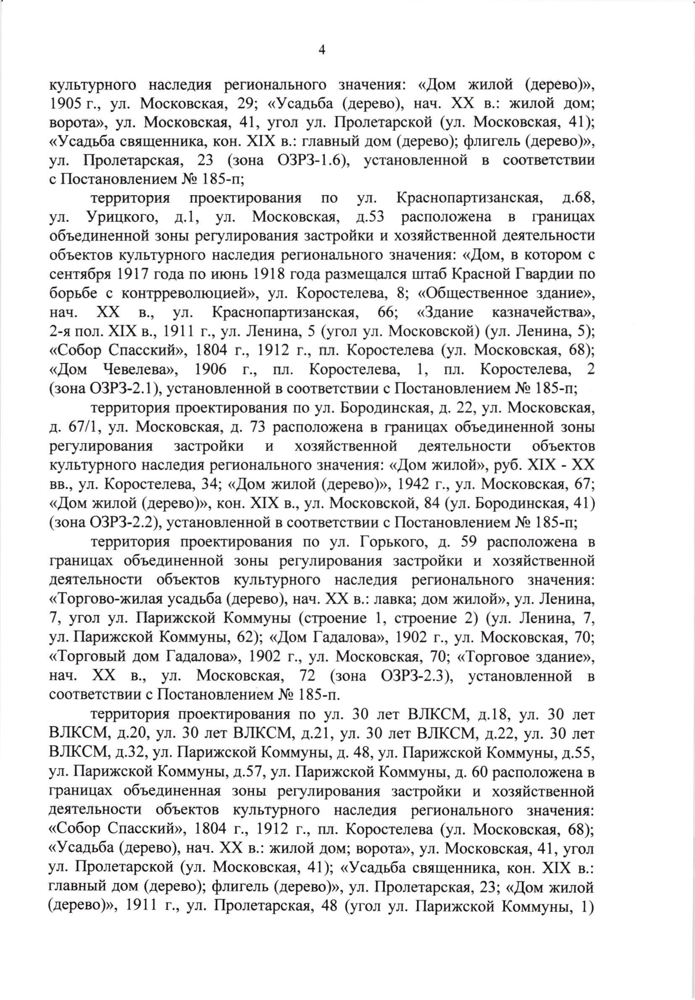 4
культурного наследия регионального значения: «Дом жилой (дерево)»,
1905 г., ул. Московская, 29; «Усадьба (дерево), нач. XX в.: жилой дом;
ворота», ул. Московская, 41, угол ул. Пролетарской (ул. Московская, 41);
«Усадьба священника, кон. XIX в.: главный дом (дерево); флигель (дерево)»,
ул. Пролетарская, 23 (зона ОЗРЗ-1.6), установленной в соответствии
с Постановлением № 185-п;
территория проектирования по ул. Краснопартизанская, д.68,
ул. Урицкого, д.1, ул. Московская, д.53 расположена в границах
объединенной зоны регулирования застройки и хозяйственной деятельности
объектов культурного наследия регионального значения: «Дом, в котором с
сентября 1917 года по июнь 1918 года размещался штаб Красной Гвардии по
борьбе с контрреволюцией», ул. Коростелева, 8; «Общественное здание»,
нач. XX в., ул. Краснопартизанская, 66; «Здание казначейства»,
2-я пол. XIX в., 1911 г., ул. Ленина, 5 (угол ул. Московской) (ул. Ленина, 5);
«Собор Спасский», 1804 г., 1912 г., пл. Коростелева (ул. Московская, 68);
«Дом Чевелева», 1906 г., пл. Коростелева, 1, пл. Коростелева, 2
(зона ОЗРЗ-2.1), установленной в соответствии с Постановлением № 185-п;
территория проектирования по ул. Бородинская, д. 22, ул. Московская,
д. 67/1, ул. Московская, д. 73 расположена в границах объединенной зоны
регулирования застройки и хозяйственной деятельности объектов
культурного наследия регионального значения: «Дом жилой», руб. XIX - XX
вв., ул. Коростелева, 34; «Дом жилой (дерево)», 1942 г., ул. Московская, 67;
«Дом жилой (дерево)», кон. XIX в., ул. Московской, 84 (ул. Бородинская, 41)
(зона ОЗРЗ-2.2), установленной в соответствии с Постановлением № 185-п;
территория проектирования по ул. Горького, д. 59 расположена в
границах объединенной зоны регулирования застройки и хозяйственной
деятельности объектов культурного наследия регионального значения:
«Торгово-жилая усадьба (дерево), нач. XX в.: лавка; дом жилой», ул. Ленина,
7, угол ул. Парижской Коммуны (строение 1, строение 2) (ул. Ленина, 7,
ул. Парижской Коммуны, 62); «Дом Гадалова», 1902 г., ул. Московская, 70;
«Торговый дом Гадалова», 1902 г., ул. Московская, 70; «Торговое здание»,
нач. XX в., ул. Московская, 72 (зона ОЗРЗ-2.3), установленной в
соответствии с Постановлением № 185-п.
территория проектирования по ул. 30 лет ВЛКСМ, д.18, ул. 30 лет
ВЛКСМ, д.20, ул. 30 лет ВЛКСМ, д.21, ул. 30 лет ВЛКСМ, д.22, ул. 30 лет
ВЛКСМ, д.32, ул. Парижской Коммуны, д. 48, ул. Парижской Коммуны, д.55,
ул. Парижской Коммуны, д.57, ул. Парижской Коммуны, д. 60 расположена в
границах объединенная зоны регулирования застройки и хозяйственной
деятельности объектов культурного наследия регионального значения:
«Собор Спасский», 1804 г., 1912 г., пл. Коростелева (ул. Московская, 68);
«Усадьба (дерево), нач. XX в.: жилой дом; ворота», ул. Московская, 41, угол
ул. Пролетарской (ул. Московская, 41); «Усадьба священника, кон. XIX в.:
главный дом (дерево); флигель (дерево)», ул. Пролетарская, 23; «Дом жилой
(дерево)», 1911 г., ул. Пролетарская, 48 (угол ул. Парижской Коммуны, 1)